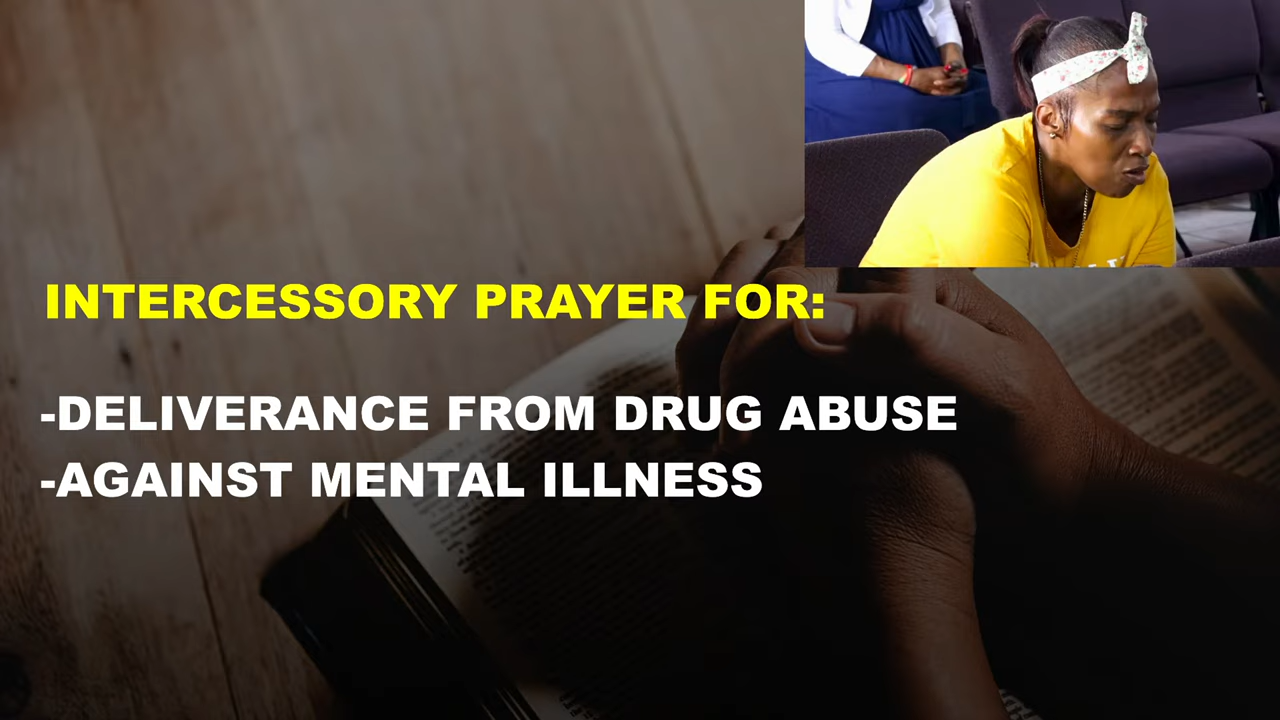 INTERCESSORY PRAYER FOR:
-DELIVERANCE FROM DRUG ABUSE
-AGAINST MENTAL ILLNESS